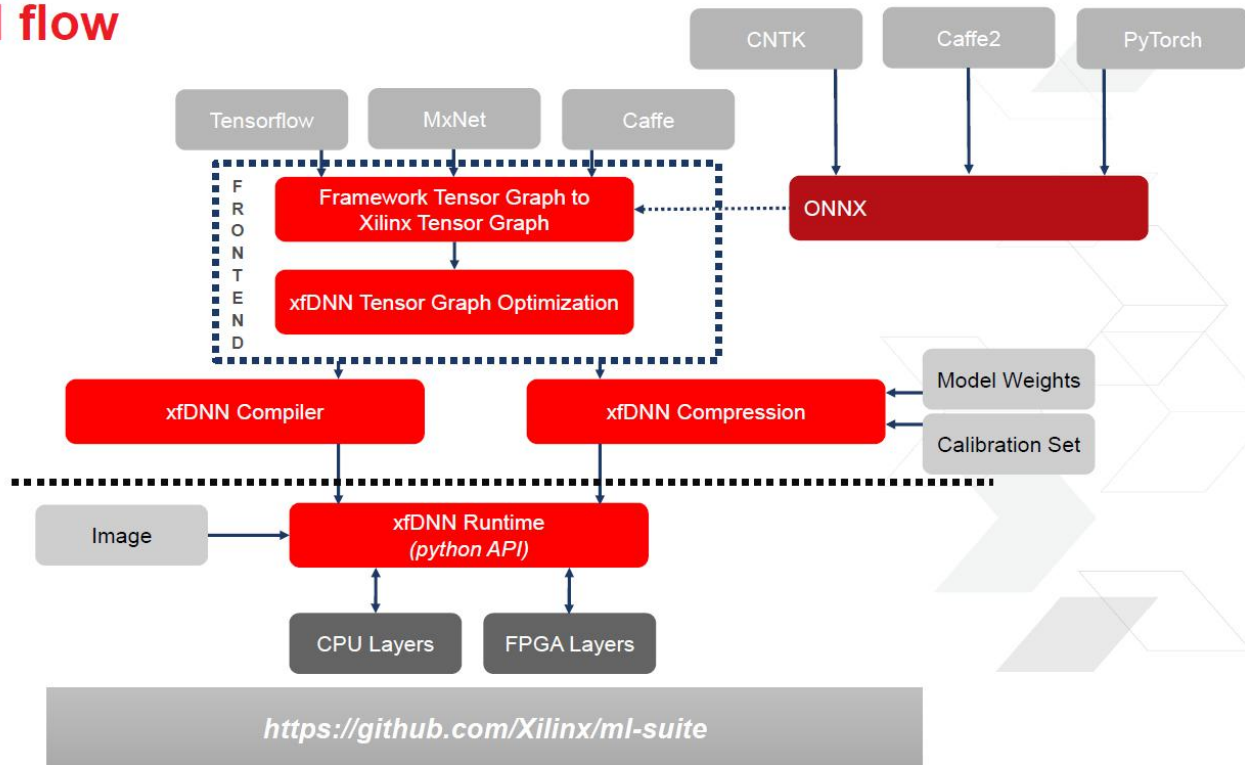 flow
CNTK
Caffe2
PyTorch
Tensorflow
MxNet
Caffe
FRONTEND
Framework Tensor Graph to
Xilinx Tensor Graph
ONNX
xfDNN Tensor Graph Optimization
xfDNN Compiler
xfDNN Compression
Model Weights
Calibration Set
Image
xfDNN Runtime
(python API)
CPU Layers
FPGA Layers
https://github.com/Xilinx/ml-suite